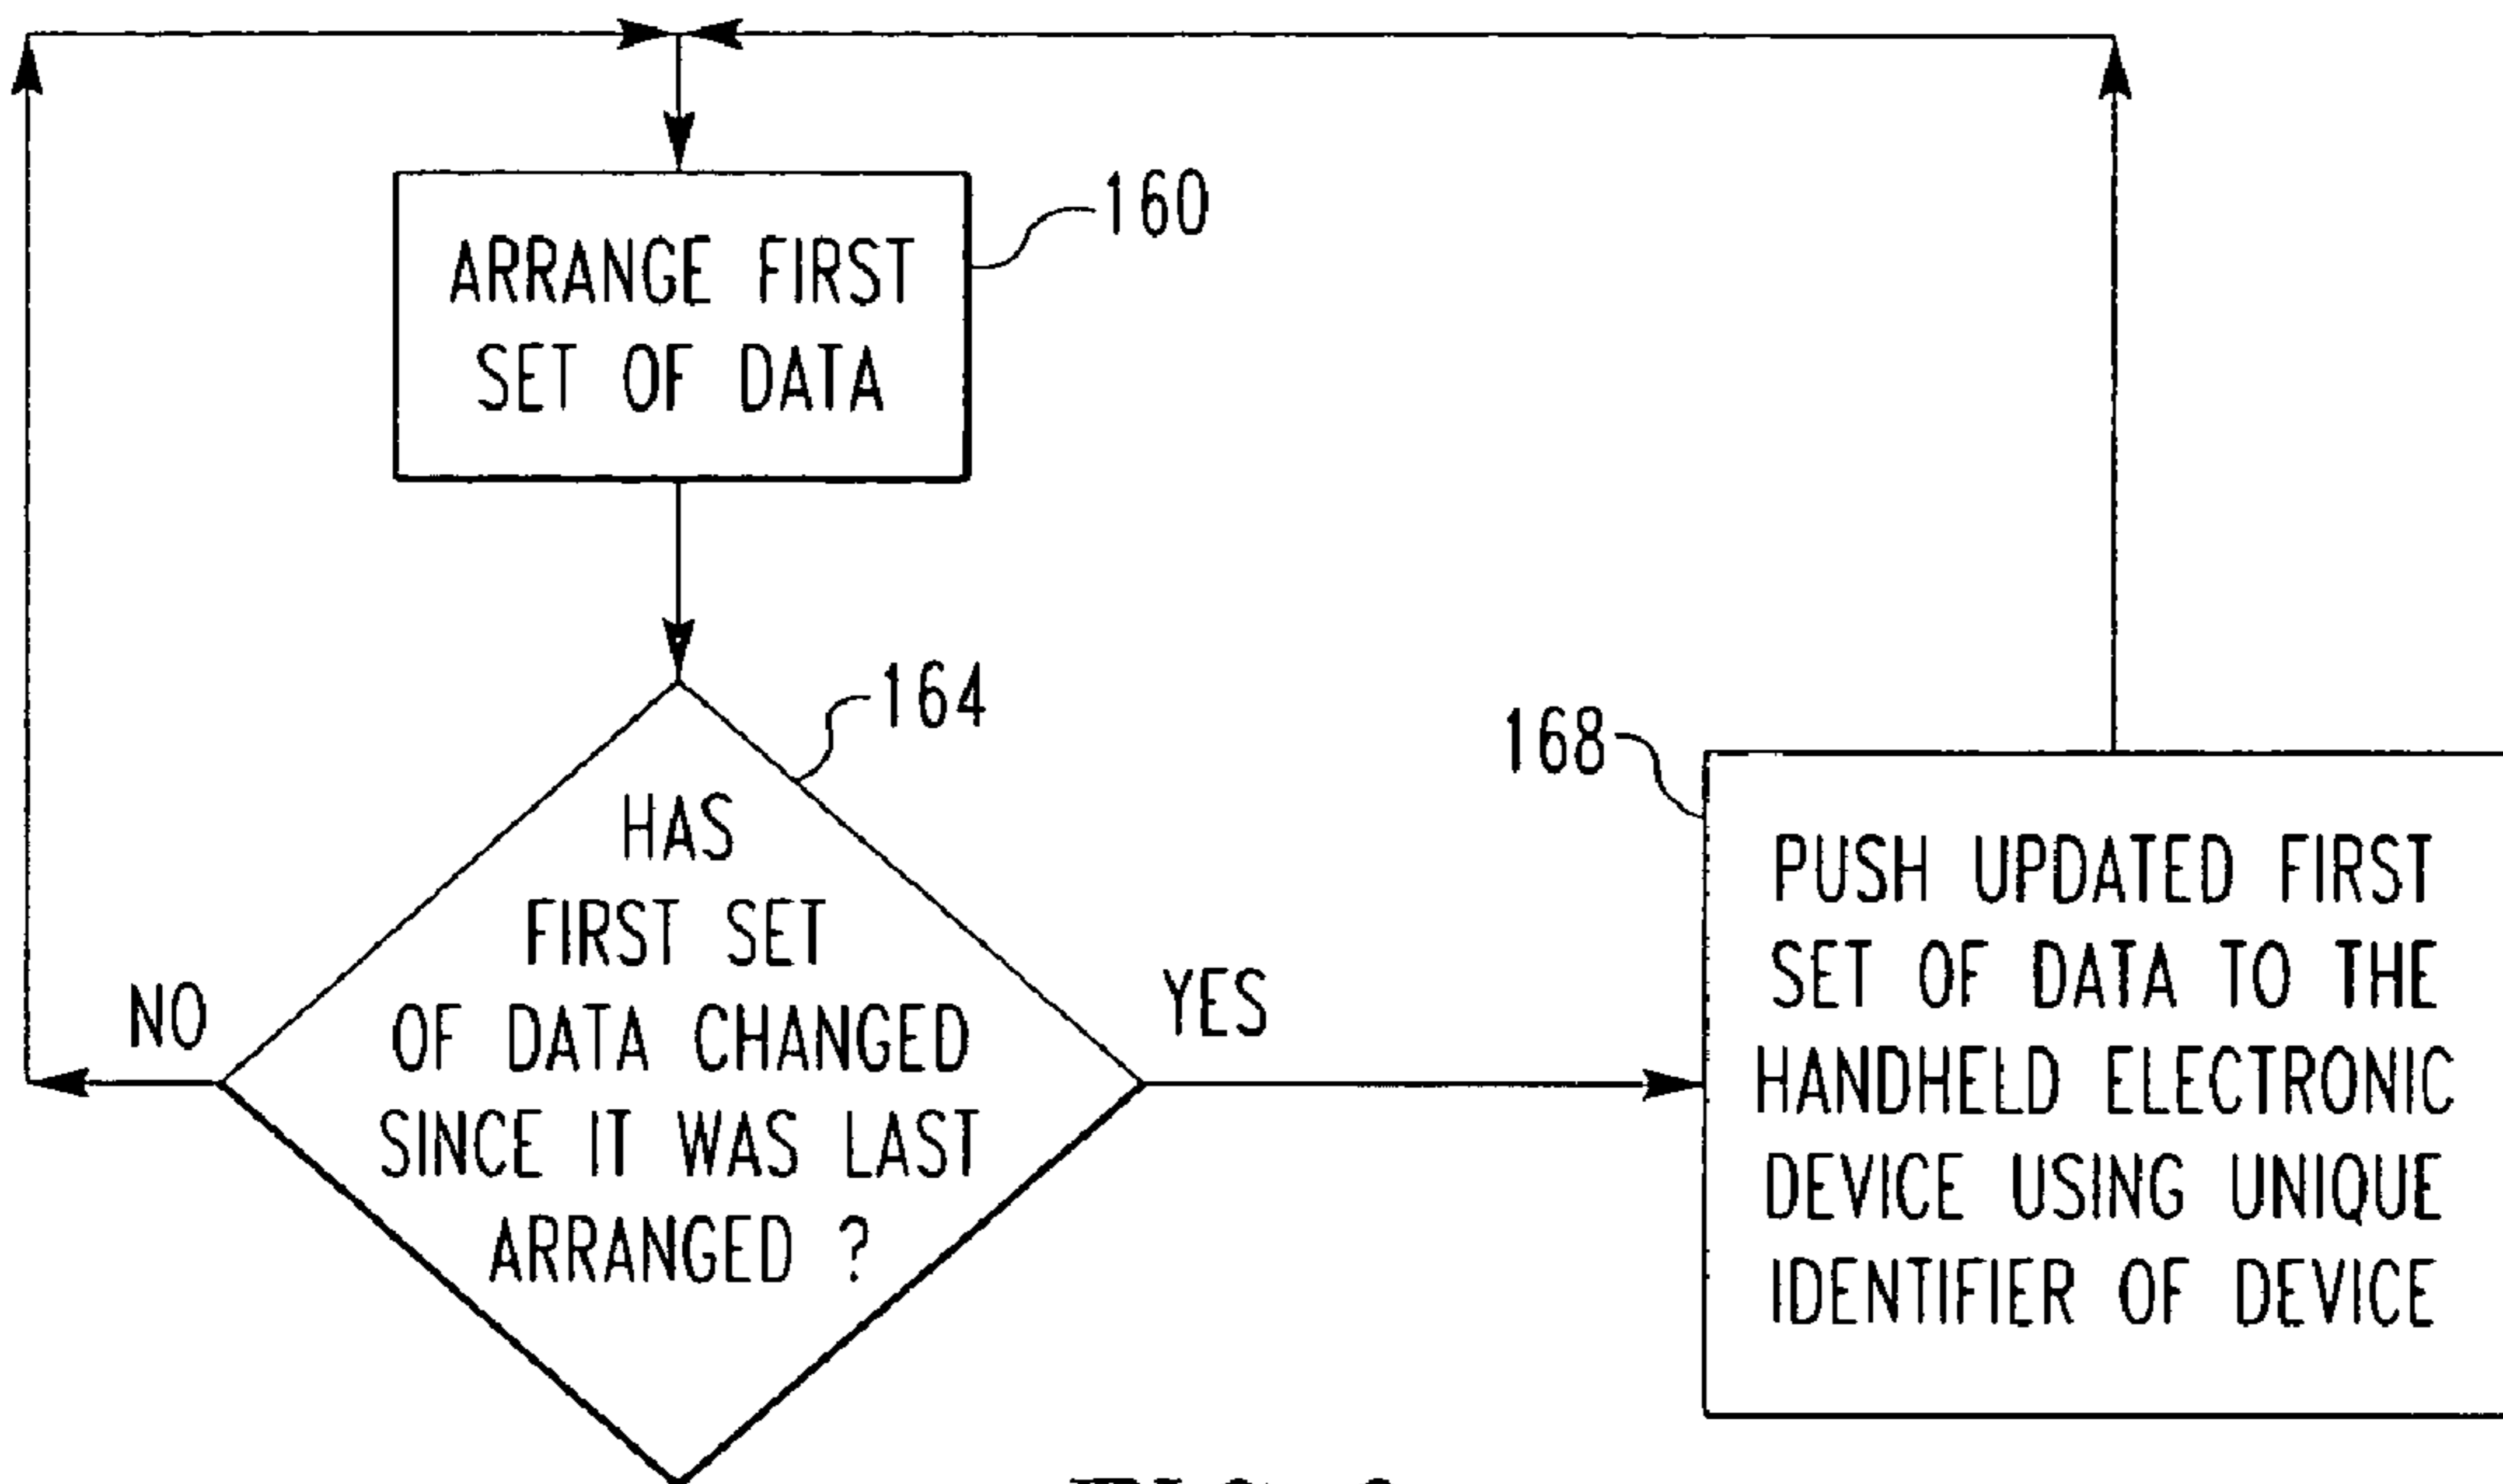 160
ARRANGE FIRST
SET OF DATA
164
HAS
FIRST SET
OF DATA CHANGED
SINCE IT WAS LAST
ARRANGED ?
NO
YES
168
PUSH UPDATED FIRST
SET OF DATA TO THE
HANDHELD ELECTRONIC
DEVICE USING UNIQUE
IDENTIFIER OF DEVICE